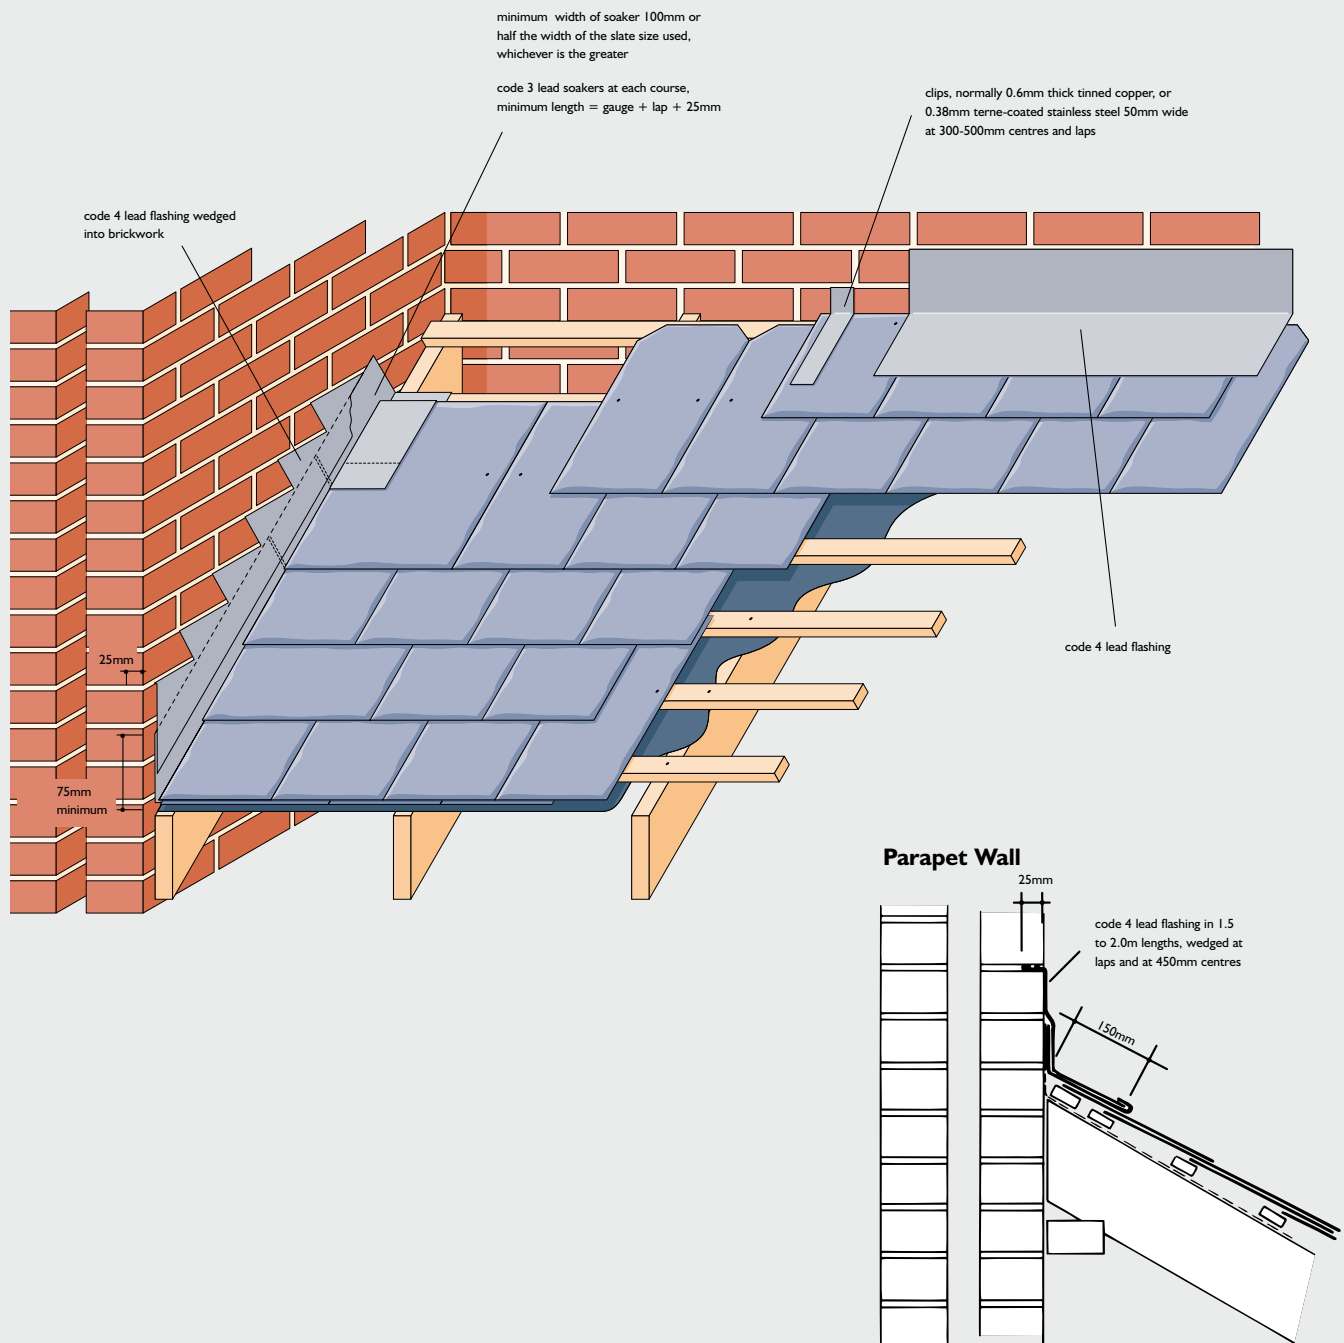 minimum width of soaker 100mm or
half the width of the slate size used,
whichever is the greater
code 3 lead soakers at each course,
minimum length = gauge + lap + 25mm
clips, normally 0.6mm thick tinned copper, or
0.38mm terne-coated stainless steel 50mm wide
at 300-500mm centres and laps
code 4 lead flashing wedged
into brickwork
code 4 lead flashing
25mm
75mm
minimum
Parapet Wall
25mm
code 4 lead flashing in 1.5
to 2.0m lengths, wedged at
laps and at 450mm centres
150mm